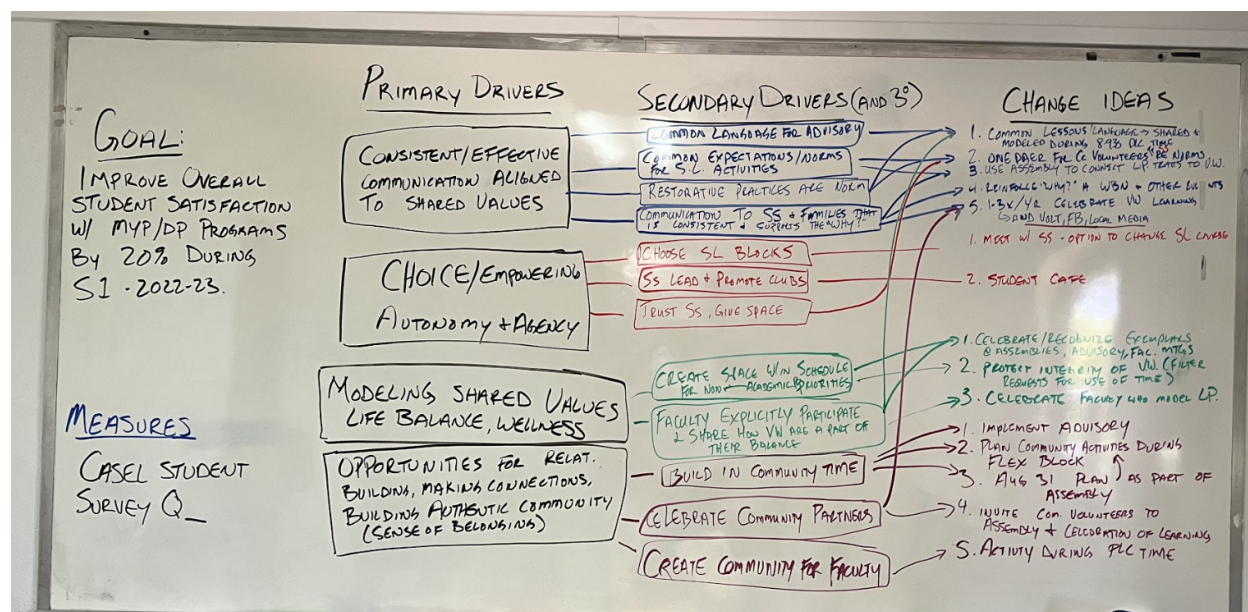 GOAL:
IMPROVE OVERALL
STUDENT SATISFACTION
W/ MYP/DP PROGRAMS
BY 20% DURING
S1 - 2022-23.
MEASURES
CASEL STUDENT
SURVEY Q_
PRIMARY DRIVERS
CONSISTENT/EFFECTIVE
COMMUNICATION ALIGNED
TO SHARED VALUES
CHOICE/EMPOWERING
AUTONOMY + AGENCY
MODELING SHARED VALUES
LIFE BALANCE, WELLNESS
OPPORTUNITIES FOR RELAT.
BUILDING, MAKING CONNECTIONS,
BUILDING AUTHENTIC COMMUNITY
(SENSE OF BELONGING)
SECONDARY DRIVERS (AND 3°)
COMMON LANGUAGE FOR ADVISORY
COMMON EXPECTATIONS/NORMS
FOR S.L. ACTIVITIES
RESTORATIVE PRACTICES ARE NORM
COMMUNICATION TO SS + FAMILIES THAT
IS CONSISTENT + SUPPORTS THE "WHY?"
CHOOSE SL BLOCKS
SS LEAD + PROMOTE CLUBS
TRUST SS, GIVE SPACE
CREATE SPACE W/IN SCHEDULE
FOR NON-ACADEMIC PRIORITIES
FACULTY EXPLICITLY PARTICIPATE
& SHARE HOW VW ARE A PART OF
THEIR BALANCE
BUILD IN COMMUNITY TIME
CELEBRATE COMMUNITY PARTNERS
CREATE COMMUNITY FOR FACULTY
CHANGE IDEAS
1. COMMON LESSONS/LANGUAGE → SHARED +
MODELED DURING TIME
2. ONE PAGER FOR VOLUNTEERS RE NORMS
3. USE ASSEMBLY TO CONNECT LP TRAITS TO VW.
4. REINFORCE "WHY?" @ + OTHER EVENTS
5. 1-3X/YR CELEBRATE VW LEARNING
AND VOLT, FB, LOCAL MEDIA
1. MEET W/ SS - OPTION TO CHANGE SL
2. STUDENT CAFE
1. CELEBRATE/RECOGNIZE EXEMPLARS
@ ASSEMBLIES, ADVISORY, FAC. MTGS
2. PROTECT INTEGRITY OF VW. (FILTER
REQUESTS FOR USE OF TIME)
3. CELEBRATE FACULTY WHO MODEL LP.
1. IMPLEMENT ADVISORY
2. PLAN COMMUNITY ACTIVITIES DURING
FLEX BLOCK
3. AUG 31 PLAN AS PART OF
ASSEMBLY
4. INVITE COM. VOLUNTEERS TO
ASSEMBLY + CELEBRATION OF LEARNING
5. ACTIVITY DURING PLC TIME